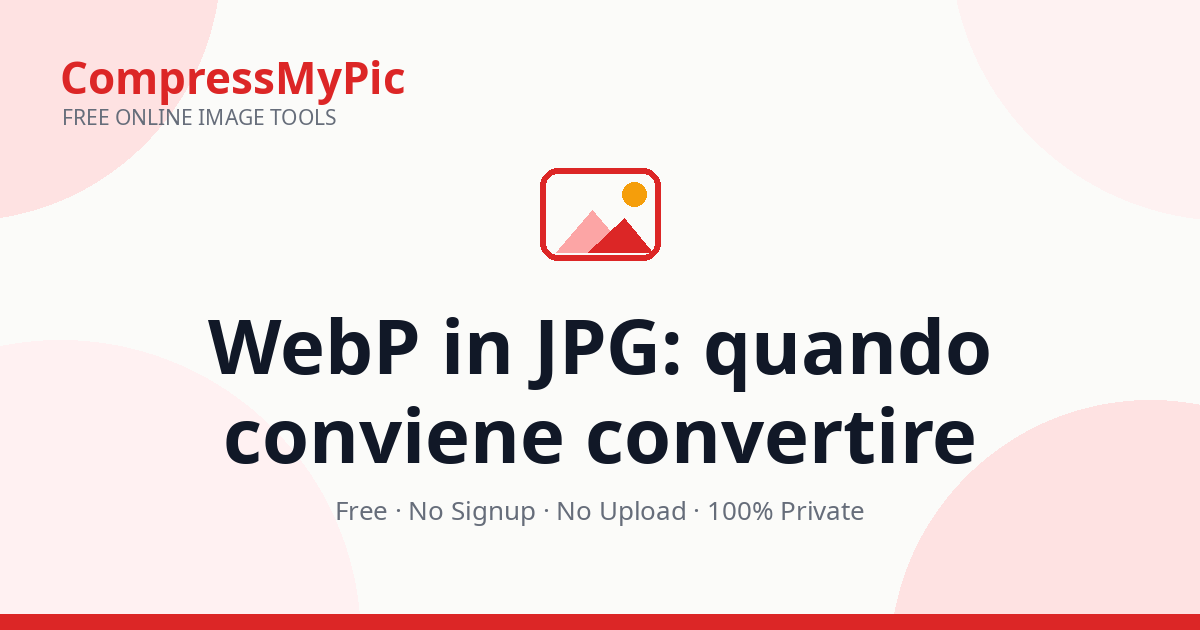 CompressMyPic
FREE ONLINE IMAGE TOOLS
WebP in JPG: quando
conviene convertire
Free · No Signup · No Upload · 100% Private